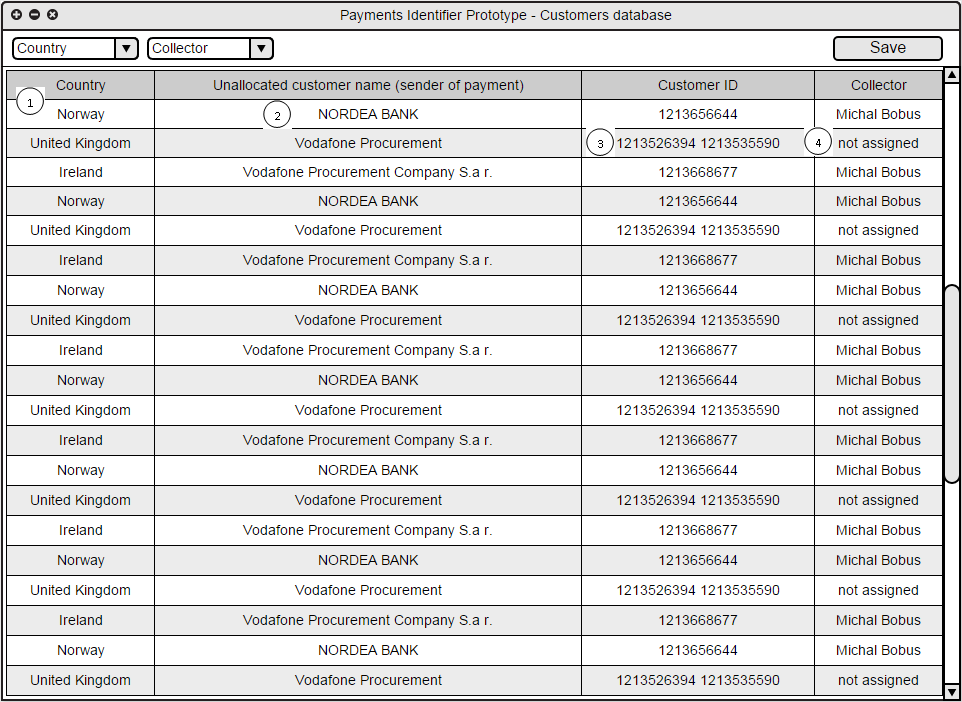 Payments Identifier Prototype - Customers database
Country Collector Save
Country Unallocated customer name (sender of payment) Customer ID Collector
1 2
Norway NORDEA BANK 1213656644 Michal Bobus
3 4
United Kingdom Vodafone Procurement 1213526394 1213535590 not assigned
Ireland Vodafone Procurement Company S.a r. 1213668677 Michal Bobus
Norway NORDEA BANK 1213656644 Michal Bobus
United Kingdom Vodafone Procurement 1213526394 1213535590 not assigned
Ireland Vodafone Procurement Company S.a r. 1213668677 Michal Bobus
Norway NORDEA BANK 1213656644 Michal Bobus
United Kingdom Vodafone Procurement 1213526394 1213535590 not assigned
Ireland Vodafone Procurement Company S.a r. 1213668677 Michal Bobus
Norway NORDEA BANK 1213656644 Michal Bobus
United Kingdom Vodafone Procurement 1213526394 1213535590 not assigned
Ireland Vodafone Procurement Company S.a r. 1213668677 Michal Bobus
Norway NORDEA BANK 1213656644 Michal Bobus
United Kingdom Vodafone Procurement 1213526394 1213535590 not assigned
Ireland Vodafone Procurement Company S.a r. 1213668677 Michal Bobus
Norway NORDEA BANK 1213656644 Michal Bobus
United Kingdom Vodafone Procurement 1213526394 1213535590 not assigned
Ireland Vodafone Procurement Company S.a r. 1213668677 Michal Bobus
Norway NORDEA BANK 1213656644 Michal Bobus
United Kingdom Vodafone Procurement 1213526394 1213535590 not assigned